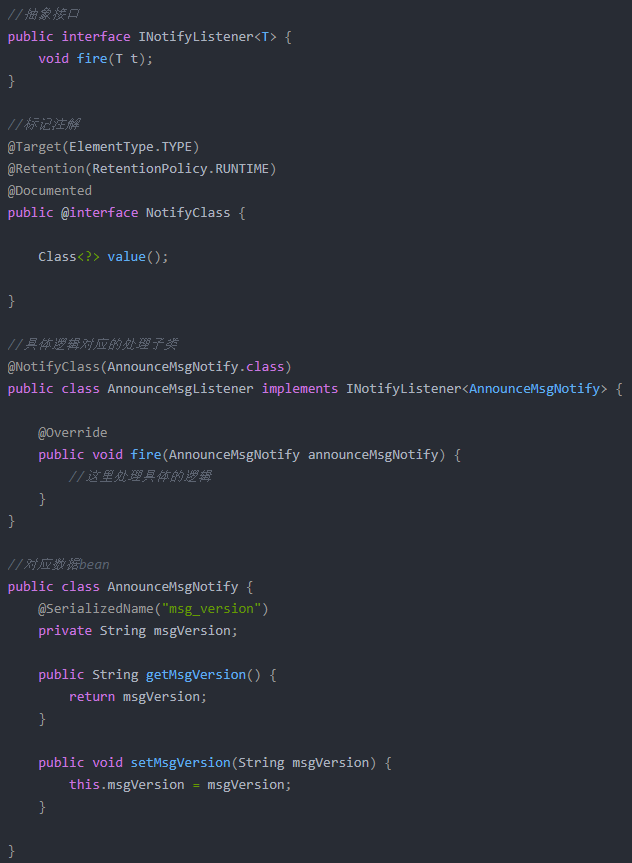 //抽象接口
public interface INotifyListener<T> {
    void fire(T t);
}
//标记注解
@Target(ElementType.TYPE)
@Retention(RetentionPolicy.RUNTIME)
@Documented
public @interface NotifyClass {
    Class<?> value();
}
//具体逻辑对应的处理子类
@NotifyClass(AnnounceMsgNotify.class)
public class AnnounceMsgListener implements INotifyListener<AnnounceMsgNotify> {
    @Override
    public void fire(AnnounceMsgNotify announceMsgNotify) {
        //这里处理具体的逻辑
    }
}
//对应数据bean
public class AnnounceMsgNotify {
    @SerializedName("msg_version")
    private String msgVersion;
    public String getMsgVersion() {
        return msgVersion;
    }
    public void setMsgVersion(String msgVersion) {
        this.msgVersion = msgVersion;
    }
}